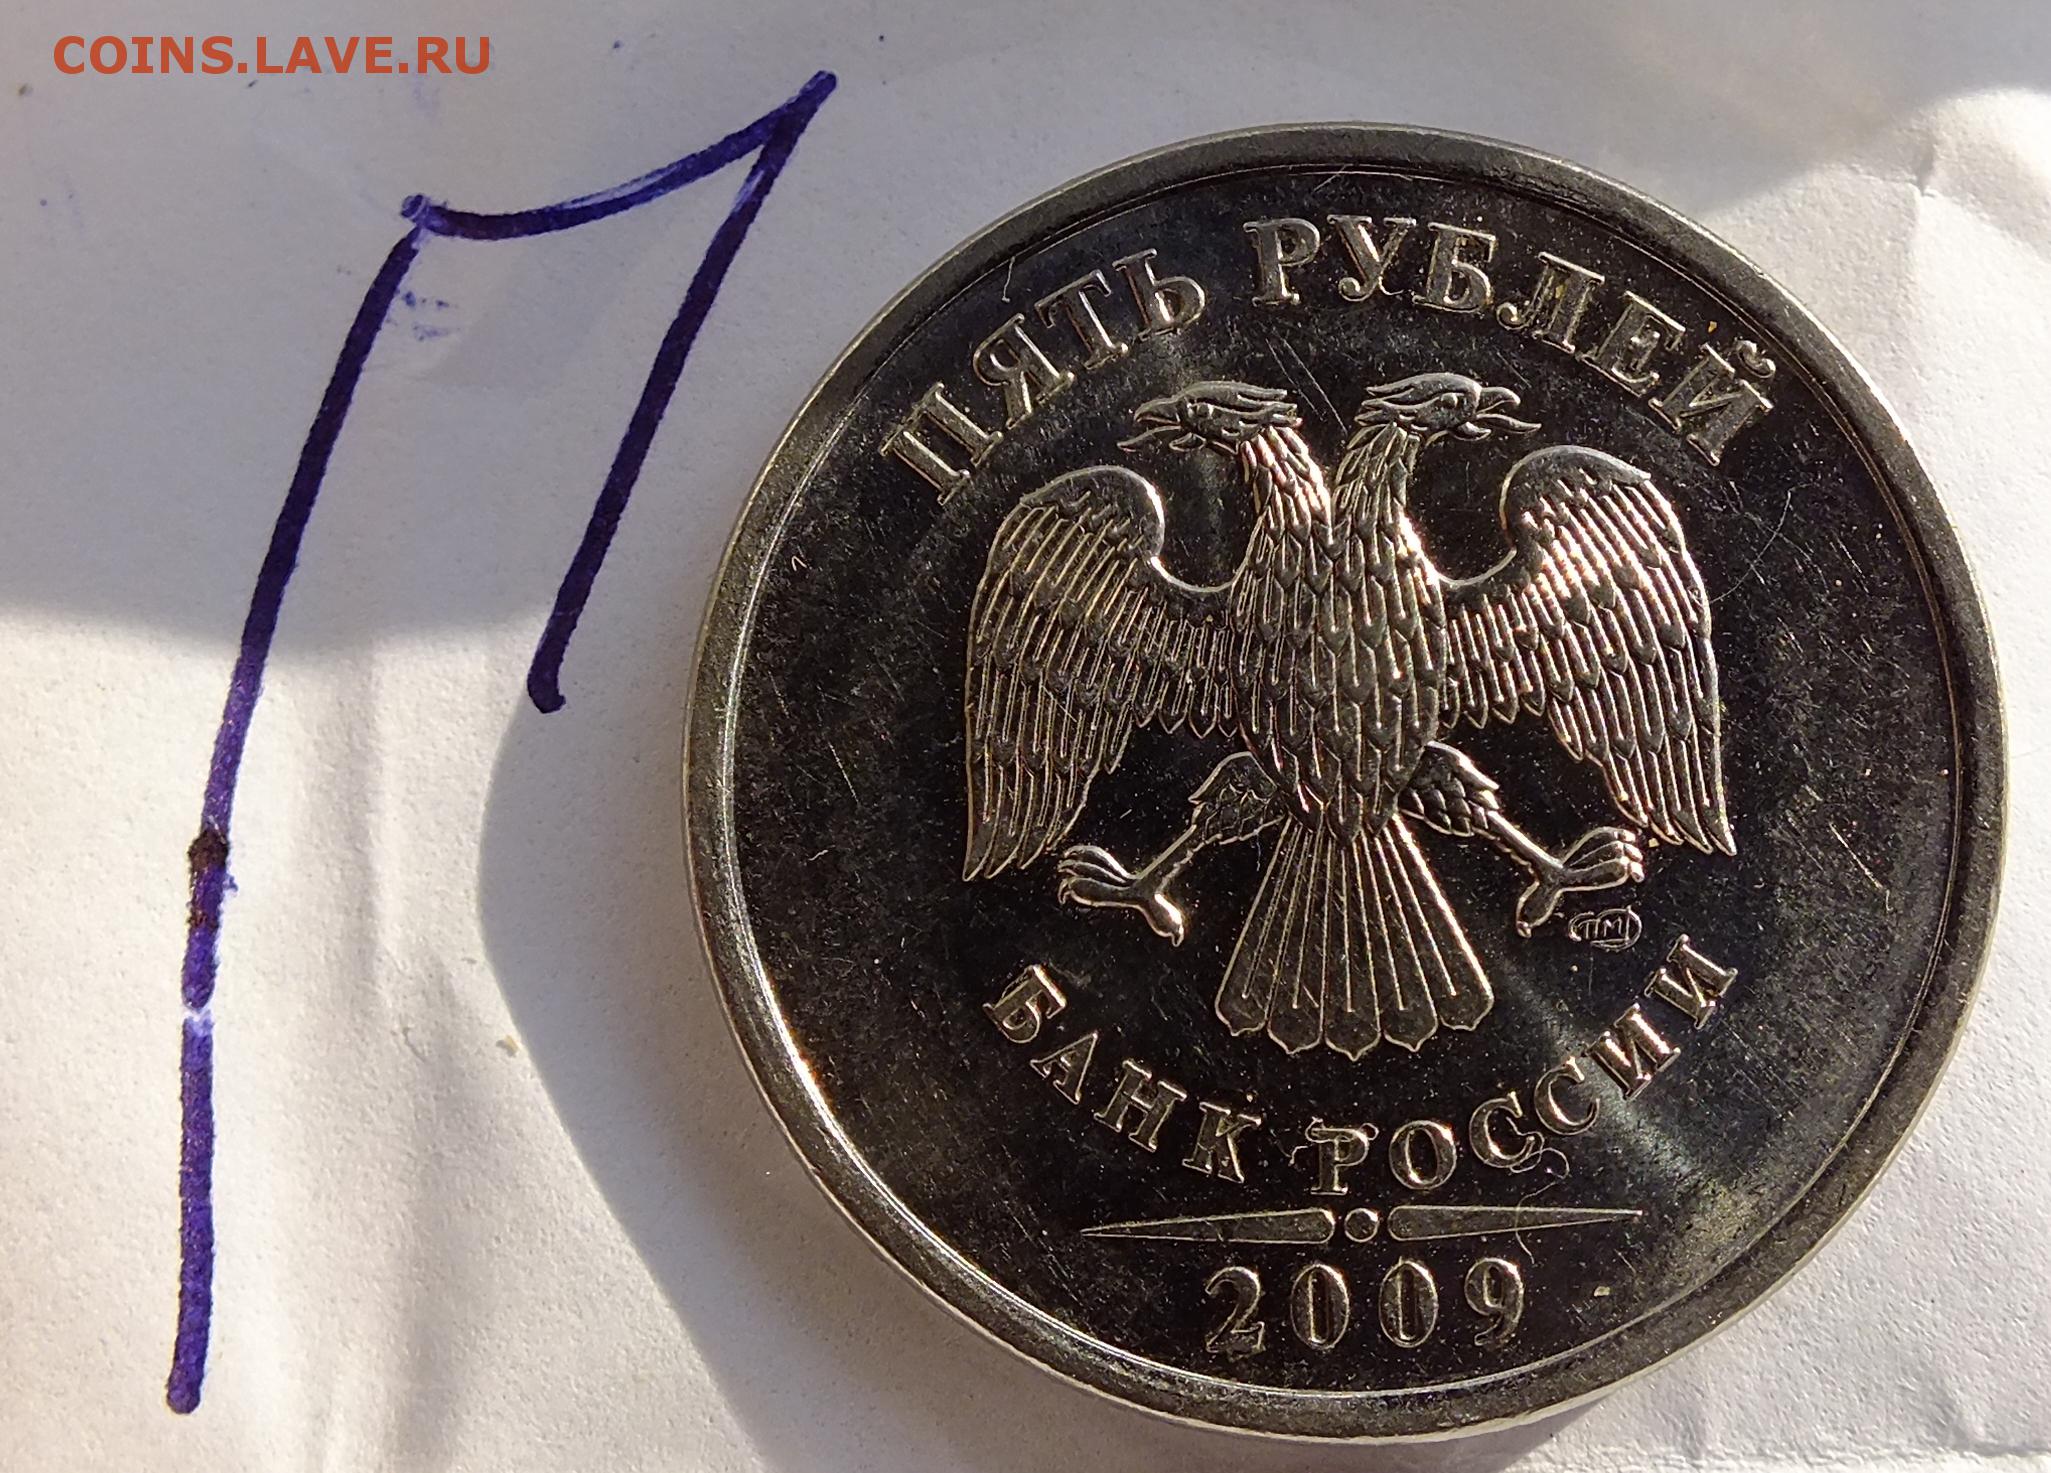 COINS.LAVE.RU
П
ПЯТЬ РУБЛЕЙ
БАНК РОССИИ
2009